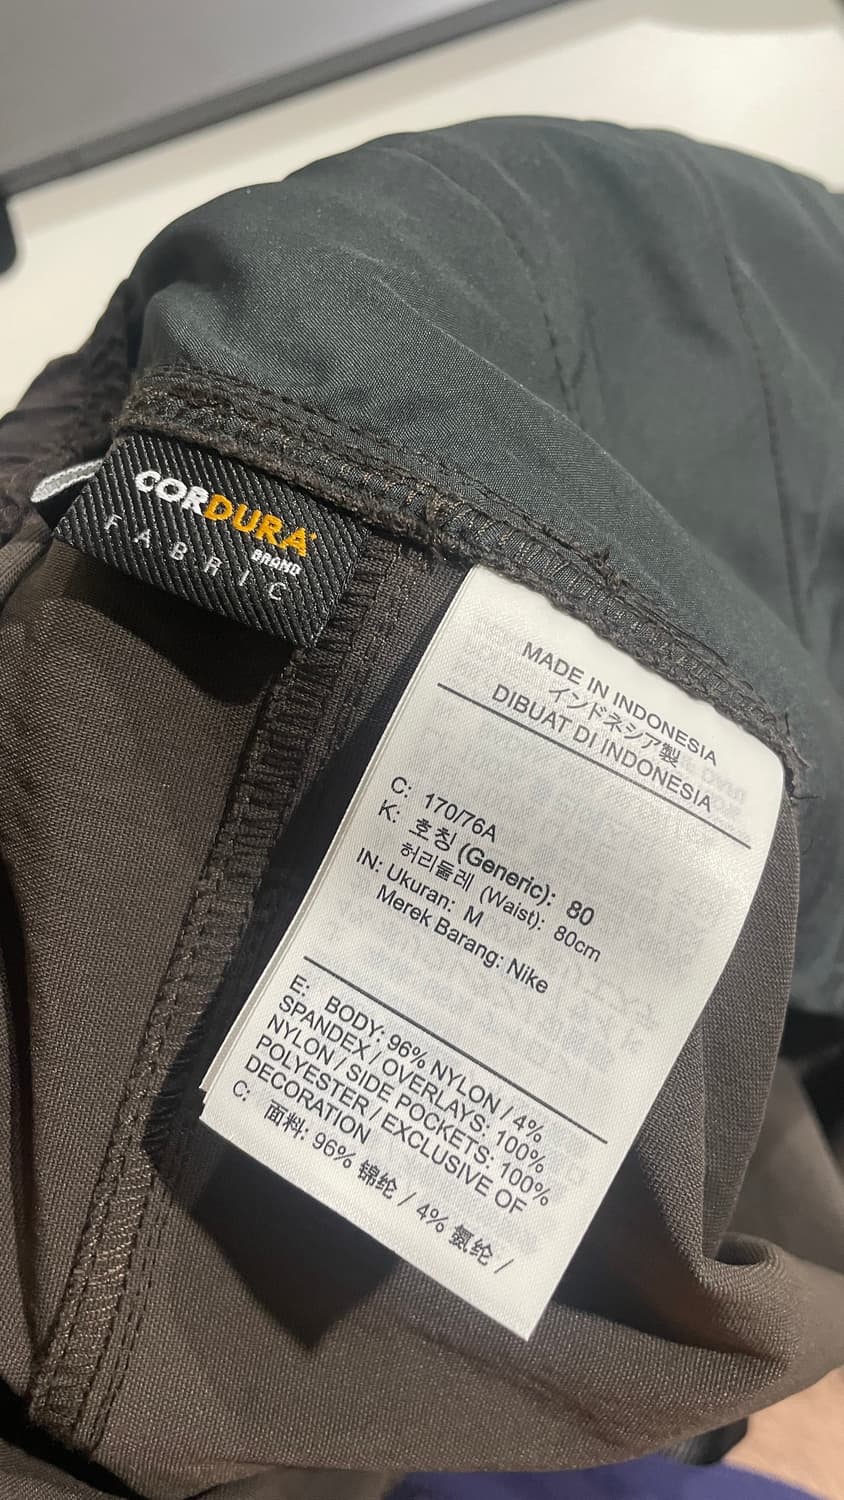 CORDURA
BRAND
FABRIC
MADE IN INDONESIA
インドネシア製
DIBUAT DI INDONESIA
C: 170/76A
K: 호칭 (Generic): 80
허리둘레 (Waist): 80cm
IN: Ukuran: M
Merek Barang: Nike
E: BODY: 96% NYLON / 4%
SPANDEX / OVERLAYS: 100%
NYLON / SIDE POCKETS: 100%
POLYESTER / EXCLUSIVE OF
DECORATION
C: 面料: 96% 锦纶 / 4% 氨纶 /